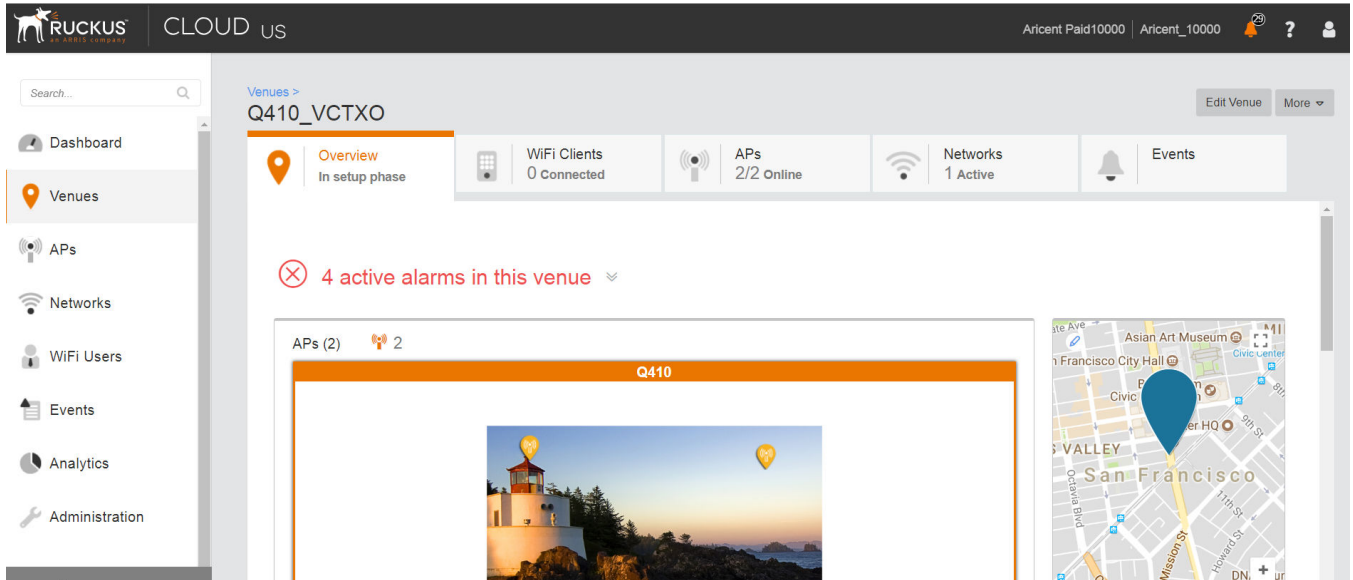 RUCKUS
an ARRIS company
CLOUD US
Aricent Paid10000
Aricent_10000
29
?
Search...
Dashboard
Venues
APs
Networks
WiFi Users
Events
Analytics
Administration
Venues >
Q410_VCTXO
Edit Venue
More
Overview
In setup phase
WiFi Clients
0 Connected
APs
2/2 Online
Networks
1 Active
Events
4 active alarms in this venue
APs (2)
2
Q410
Asian Art Museum
Francisco City Hall
Civic Center
Civic
8th
er HQ
9th St
VALLEY
San Francisco
Octavia Blvd
11th St
Mission St
Howard St
+